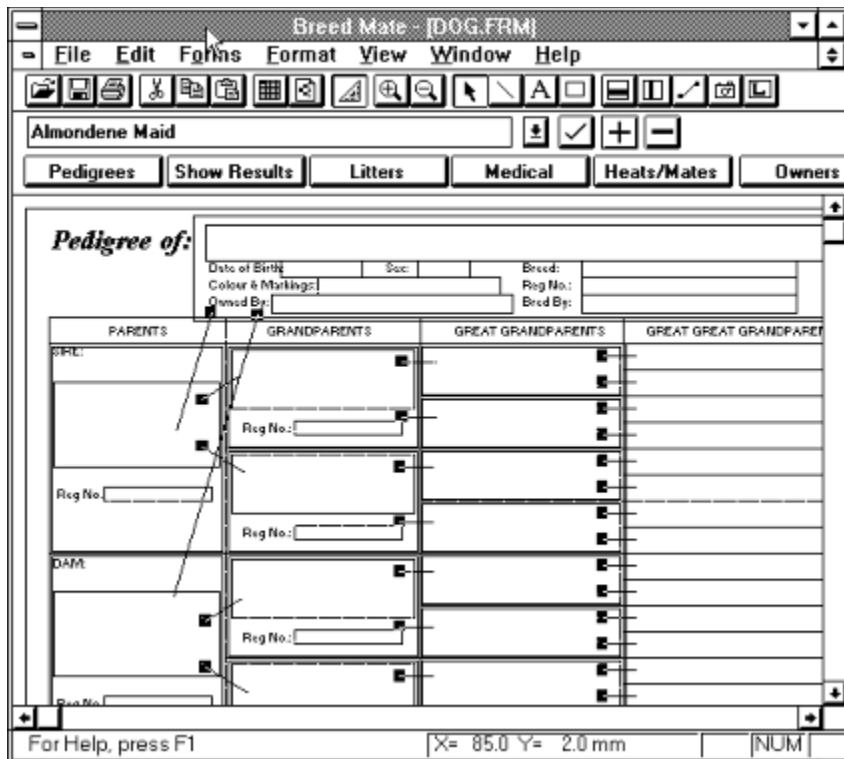 Breed Mate - [DOG.FRM]
File Edit Forms Format View Window Help
A
Almondene Maid
Pedigrees Show Results Litters Medical Heats/Mates Owners
Pedigree of:
Date of Birth: Sex: Breed:
Colour & Markings: Reg No.:
Owned By: Bred By:
PARENTS GRANDPARENTS GREAT GRANDPARENTS GREAT GREAT GRANDPAREN
SIRE:
Reg No.:
Reg No.
Reg No.:
DAM:
Reg No.:
Reg No.
For Help, press F1 X= 85.0 Y= 2.0 mm NUM